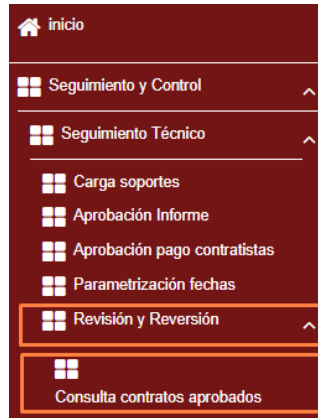 inicio
Seguimiento y Control
Seguimiento Técnico
Carga soportes
Aprobación Informe
Aprobación pago contratistas
Parametrización fechas
Revisión y Reversión
Consulta contratos aprobados